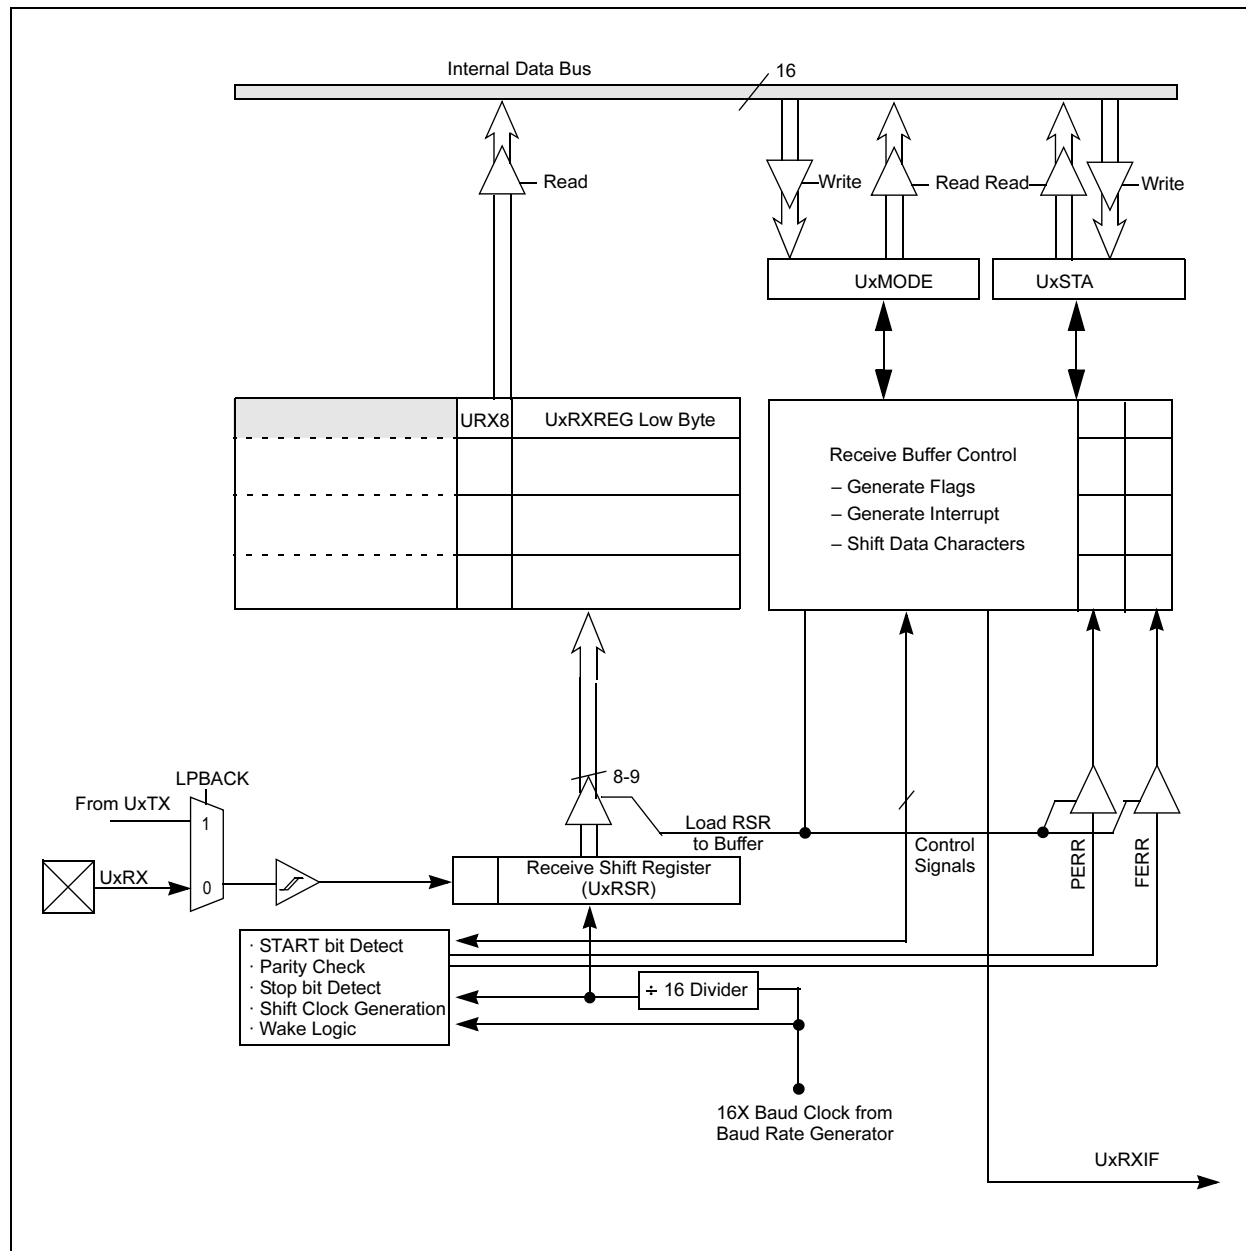 Internal Data Bus
16
Read
Write
Read Read
Write
UxMODE
UxSTA
URX8
UxRXREG Low Byte
Receive Buffer Control
– Generate Flags
– Generate Interrupt
– Shift Data Characters
LPBACK
From UxTX
1
0
UxRX
8-9
Load RSR
to Buffer
Control
Signals
PERR
FERR
Receive Shift Register
(UxRSR)
· START bit Detect
· Parity Check
· Stop bit Detect
· Shift Clock Generation
· Wake Logic
÷ 16 Divider
16X Baud Clock from
Baud Rate Generator
UxRXIF